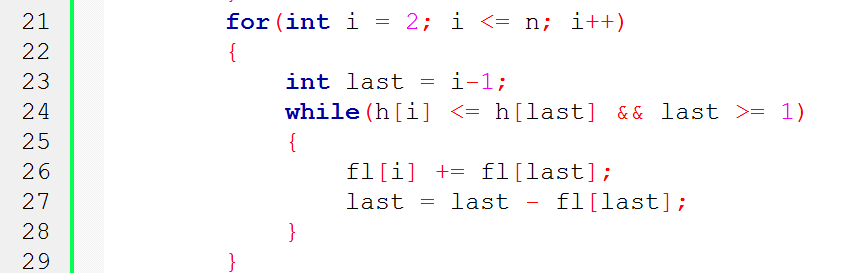 21 for(int i = 2; i <= n; i++)
22 {
23 int last = i-1;
24 while(h[i] <= h[last] && last >= 1)
25 {
26 fl[i] += fl[last];
27 last = last - fl[last];
28 }
29 }